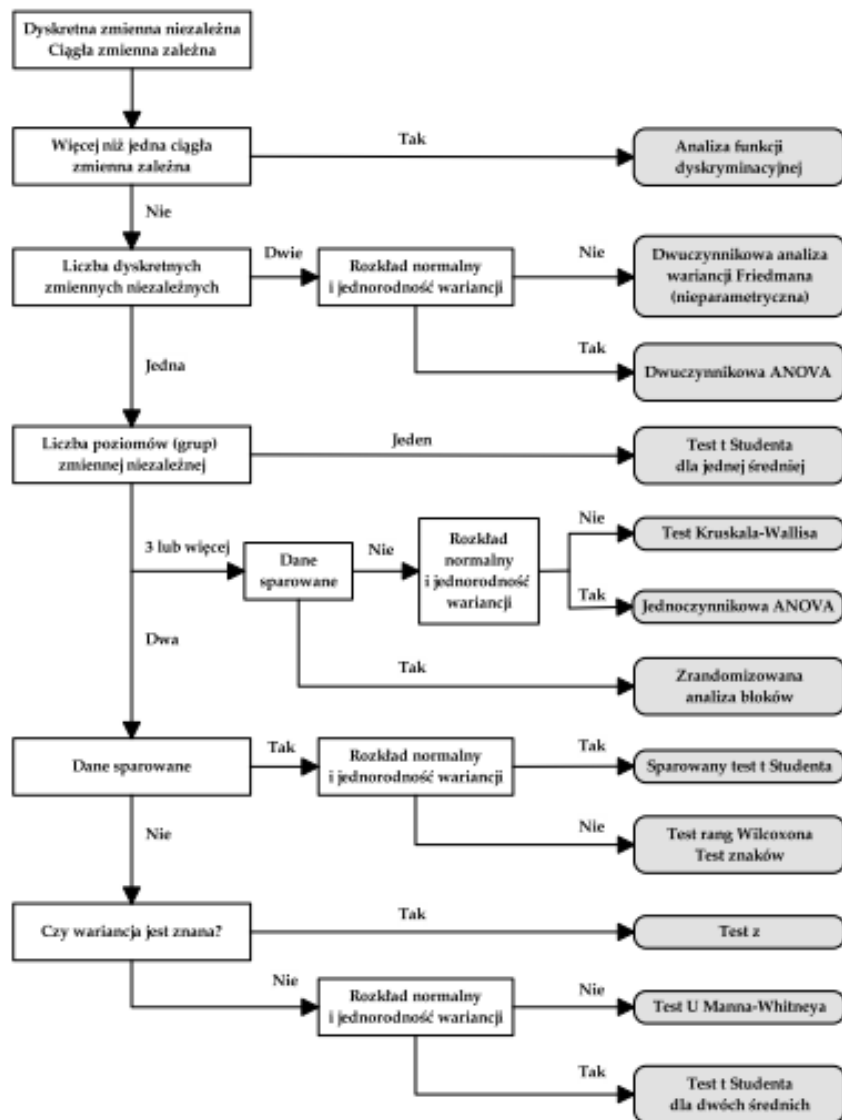 Dyskretna zmienna niezależna
Ciągła zmienna zależna
Więcej niż jedna ciągła
zmienna zależna
Tak
Analiza funkcji
dyskryminacyjnej
Nie
Liczba dyskretnych
zmiennych niezależnych
Dwie
Rozkład normalny
i jednorodność wariancji
Nie
Dwuczynnikowa analiza
wariancji Friedmana
(nieparametryczna)
Tak
Dwuczynnikowa ANOVA
Jedna
Liczba poziomów (grup)
zmiennej niezależnej
Jeden
Test t Studenta
dla jednej średniej
3 lub więcej
Dane
sparowane
Nie
Rozkład
normalny
i jednorodność
wariancji
Nie
Test Kruskala-Wallisa
Tak
Jednoczynnikowa ANOVA
Dwa
Tak
Zrandomizowana
analiza bloków
Dane sparowane
Tak
Rozkład normalny
i jednorodność wariancji
Tak
Sparowany test t Studenta
Nie
Test rang Wilcoxona
Test znaków
Nie
Czy wariancja jest znana?
Tak
Test z
Nie
Rozkład normalny
i jednorodność wariancji
Nie
Test U Manna-Whitneya
Tak
Test t Studenta
dla dwóch średnich